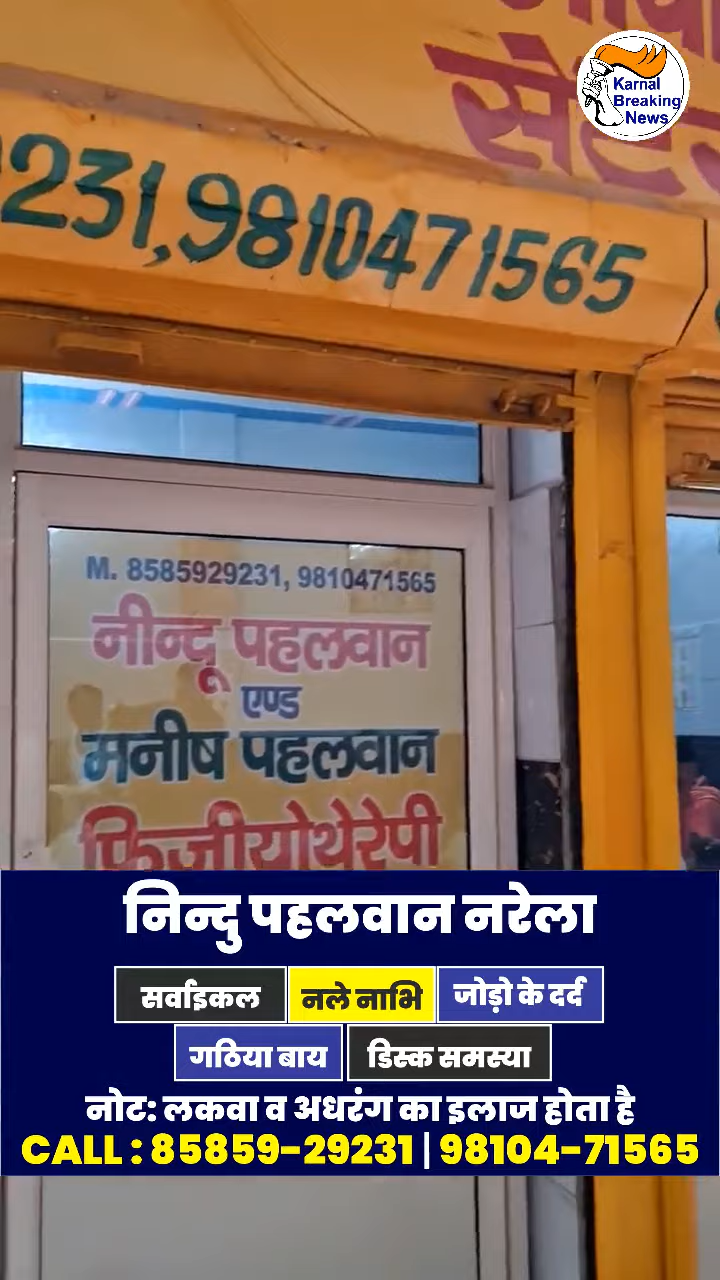 Karnal
Breaking
News
सेंट
231,9810471565
M. 8585929231, 9810471565
नीन्दू पहलवान
एण्ड
मनीष पहलवान
फिजीयोथेरेपी
निन्दु पहलवान नरेला
सर्वाइकल नले नाभि जोड़ो के दर्द
गठिया बाय डिस्क समस्या
नोट: लकवा व अधरंग का इलाज होता है
CALL : 85859-29231 | 98104-71565